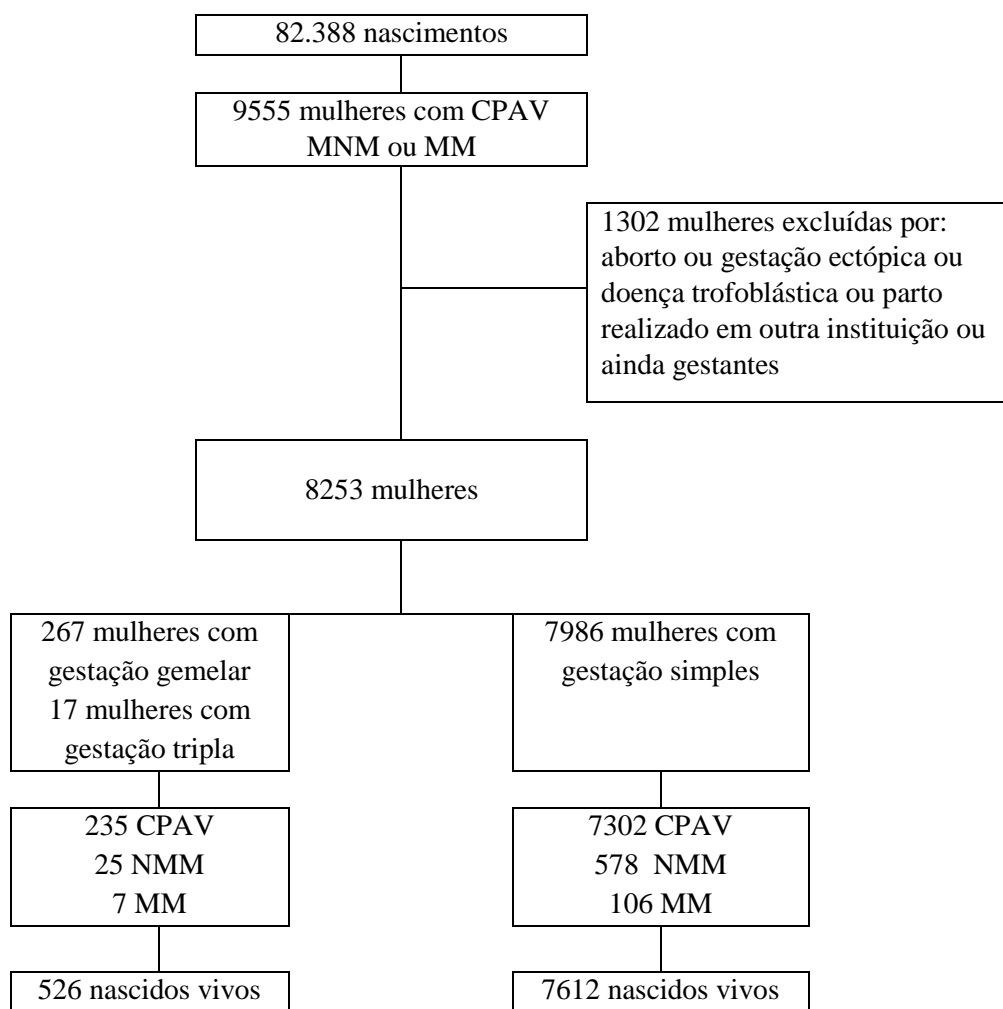 82.388 nascimentos
9555 mulheres com CPAV
MNM ou MM
1302 mulheres excluídas por:
aborto ou gestação ectópica ou
doença trofoblástica ou parto
realizado em outra instituição ou
ainda gestantes
8253 mulheres
267 mulheres com
gestação gemelar
17 mulheres com
gestação tripla
7986 mulheres com
gestação simples
235 CPAV
25 NMM
7 MM
7302 CPAV
578 NMM
106 MM
526 nascidos vivos
7612 nascidos vivos